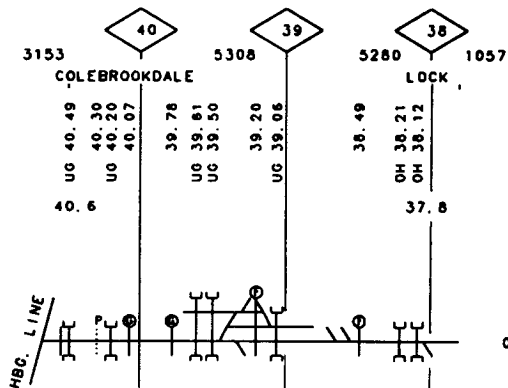 40 39 38
3153 5308 5280 1057
COLEBROOKDALE LOCK
UG 40.49
40.30
UG 40.20
40.07
39.78
UG 39.61
UG 39.50
39.20
UG 39.06
38.49
OH 38.21
OH 38.12
40.6 37.8
HBG. LINE
P
F